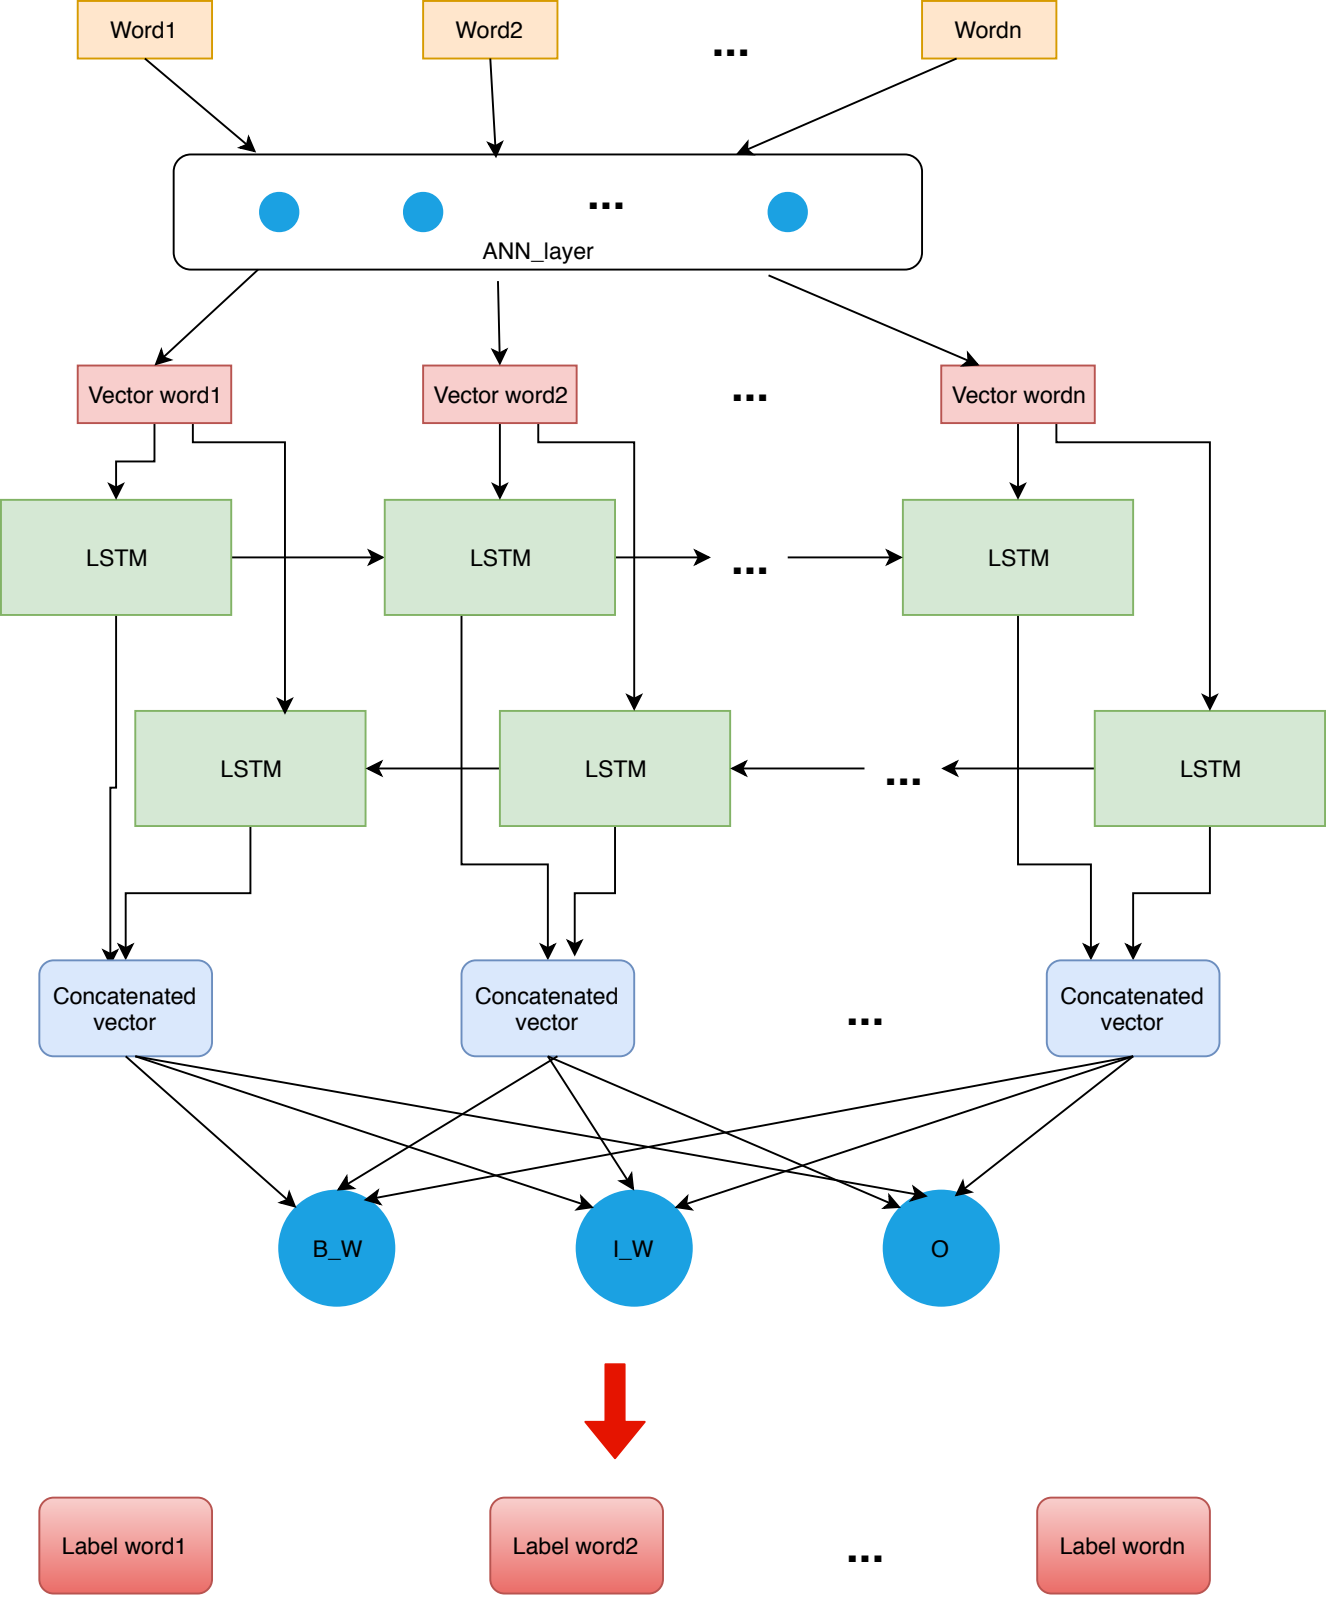 Word1
Word2
...
Wordn
...
ANN_layer
Vector word1
Vector word2
...
Vector wordn
LSTM
LSTM
...
LSTM
LSTM
LSTM
...
LSTM
Concatenated
vector
Concatenated
vector
...
Concatenated
vector
B_W
I_W
O
Label word1
Label word2
...
Label wordn